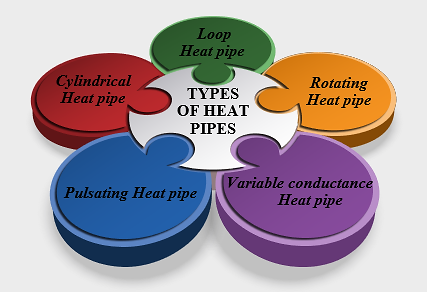 Loop
Heat pipe
Cylindrical
Heat pipe
TYPES
OF HEAT
PIPES
Rotating
Heat pipe
Pulsating Heat pipe
Variable conductance
Heat pipe